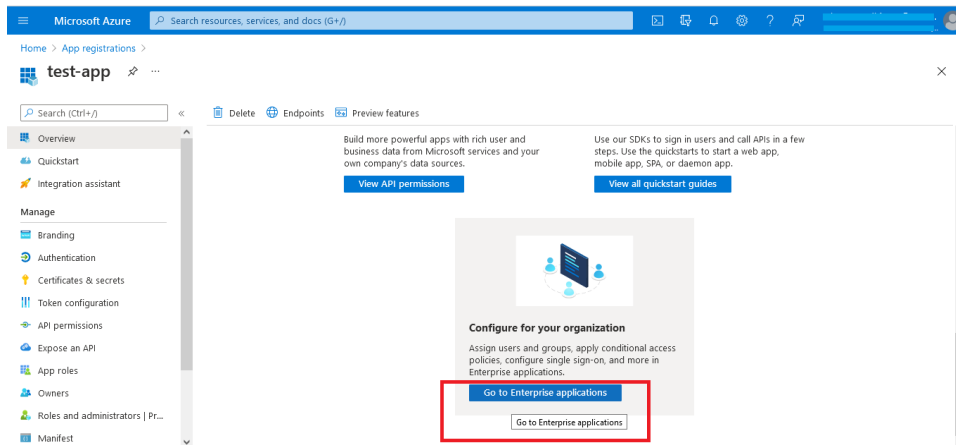 Microsoft Azure
Search resources, services, and docs (G+/)
Home > App registrations >
test-app
Search (Ctrl+/)
Delete
Endpoints
Preview features
Overview
Quickstart
Integration assistant
Manage
Branding
Authentication
Certificates & secrets
Token configuration
API permissions
Expose an API
App roles
Owners
Roles and administrators | Pr...
Manifest
Build more powerful apps with rich user and
business data from Microsoft services and your
own company's data sources.
View API permissions
Use our SDKs to sign in users and call APIs in a few
steps. Use the quickstarts to start a web app,
mobile app, SPA, or daemon app.
View all quickstart guides
Configure for your organization
Assign users and groups, apply conditional access
policies, configure single sign-on, and more in
Enterprise applications.
Go to Enterprise applications
Go to Enterprise applications